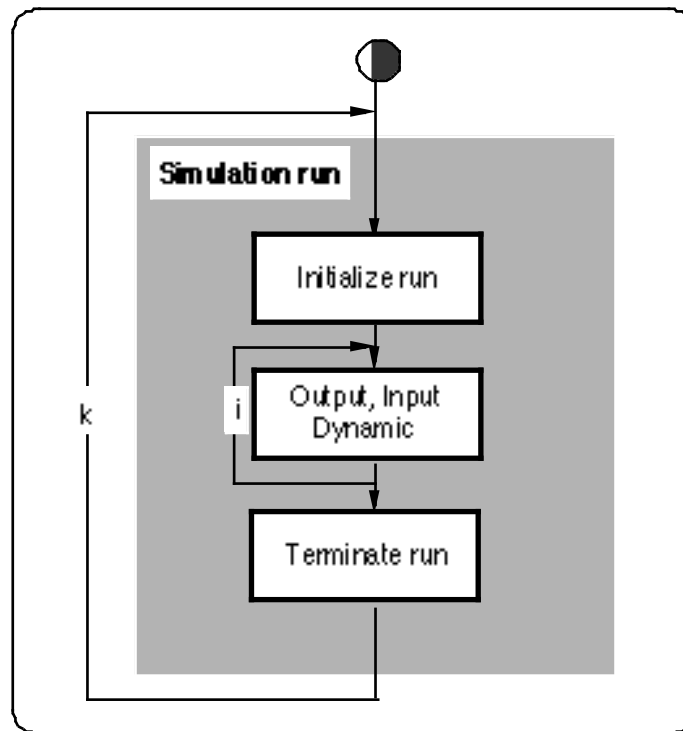 Simulation run
Initialize run
k
i
Output, Input
Dynamic
Terminate run